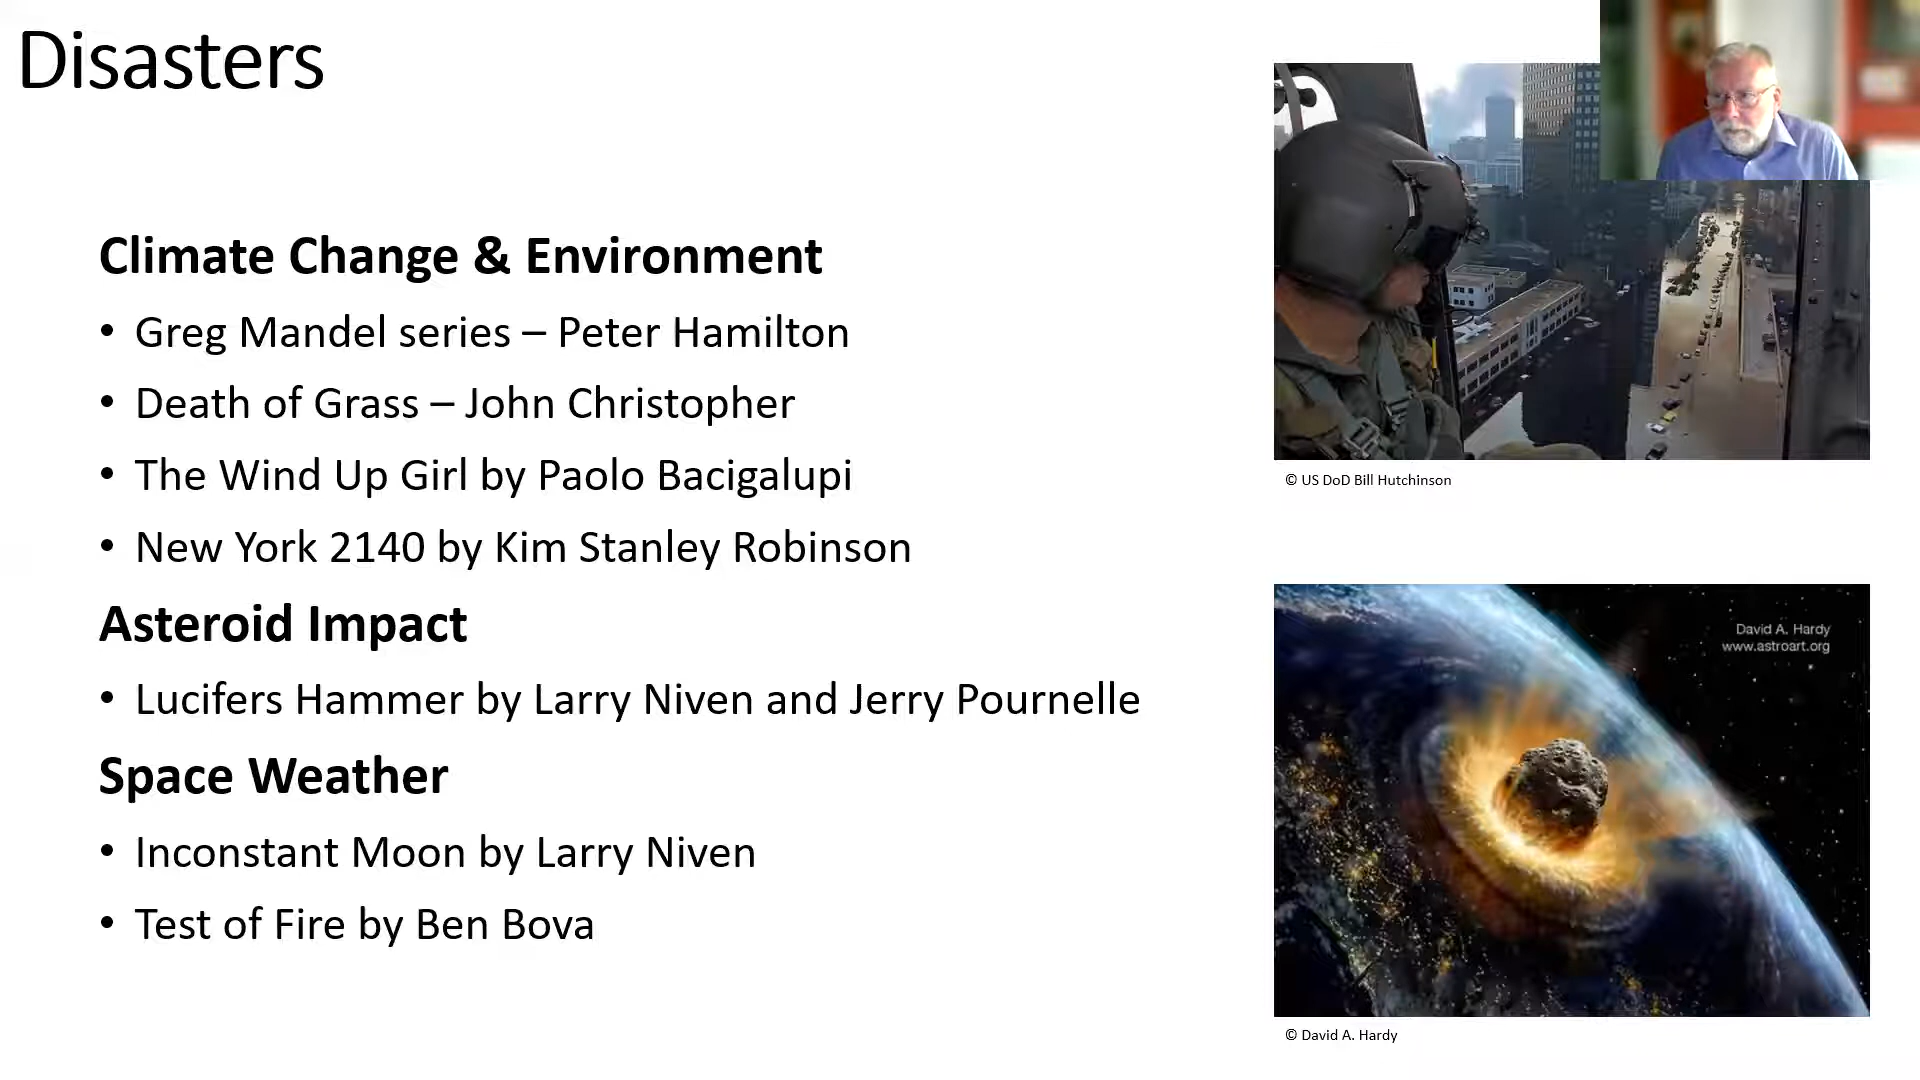 Disasters
Climate Change & Environment
• Greg Mandel series – Peter Hamilton
• Death of Grass – John Christopher
• The Wind Up Girl by Paolo Bacigalupi
• New York 2140 by Kim Stanley Robinson
Asteroid Impact
• Lucifers Hammer by Larry Niven and Jerry Pournelle
Space Weather
• Inconstant Moon by Larry Niven
• Test of Fire by Ben Bova
© US DoD Bill Hutchinson
David A. Hardy
www.astroart.org
© David A. Hardy